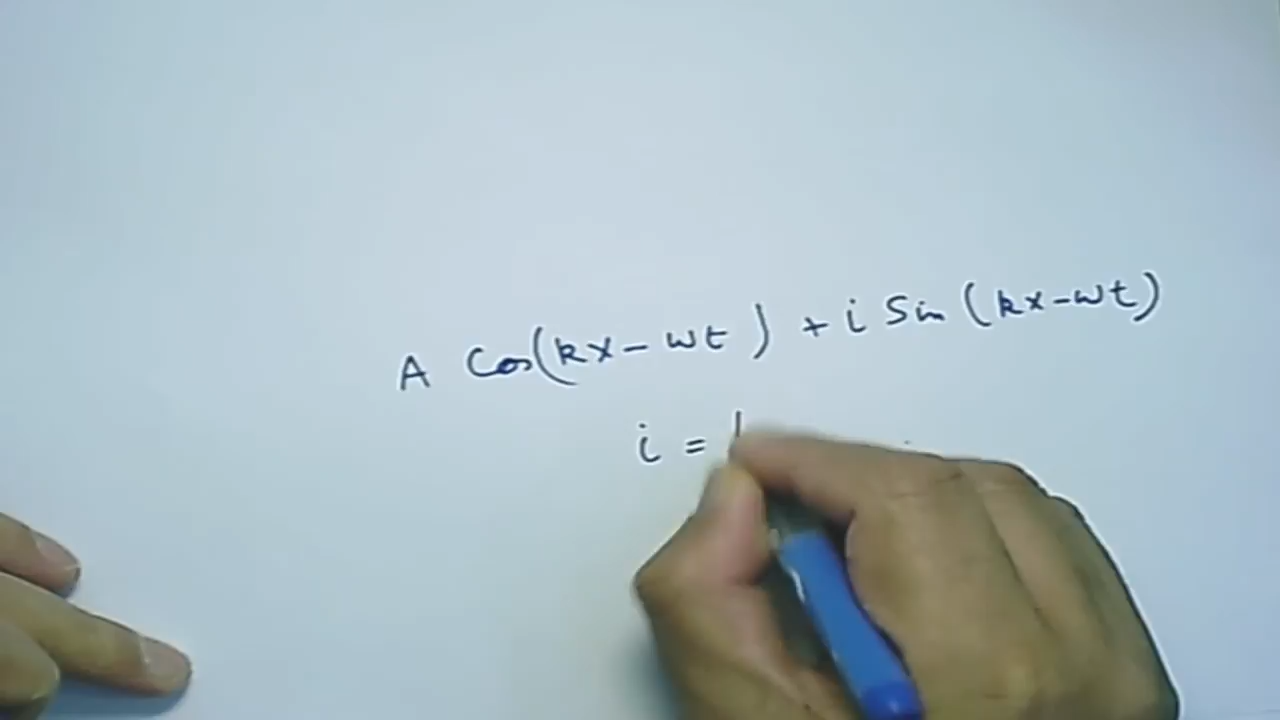 A Cos(kx-wt) + i Sin(kx-wt)
i =